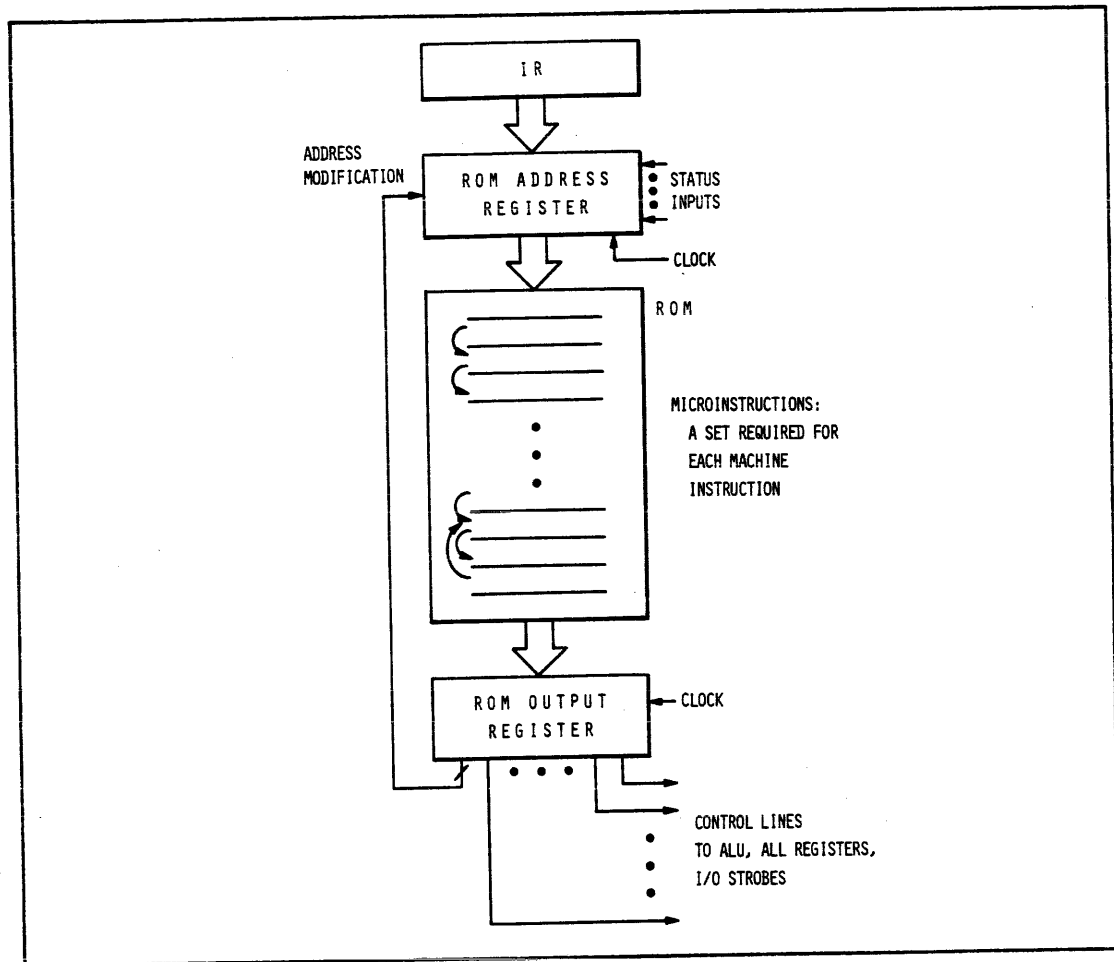 IR
ADDRESS
MODIFICATION
ROM ADDRESS
REGISTER
STATUS
INPUTS
CLOCK
ROM
MICROINSTRUCTIONS:
A SET REQUIRED FOR
EACH MACHINE
INSTRUCTION
ROM OUTPUT
REGISTER
CLOCK
CONTROL LINES
TO ALU, ALL REGISTERS,
I/O STROBES